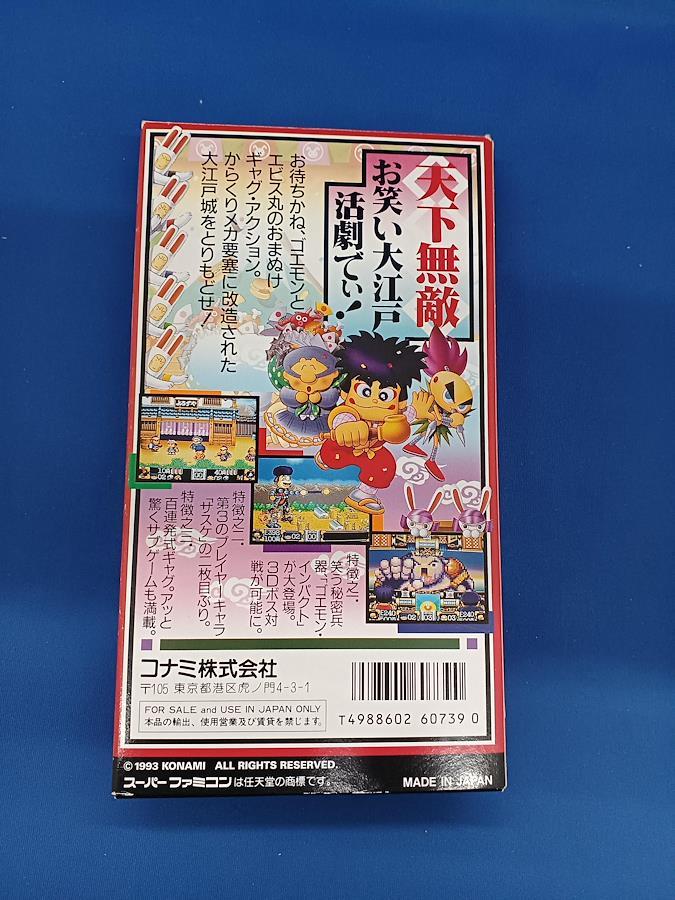 天下無敵
お笑い大江戸
活劇でぃ!
お待ちかね、ゴエモンと
エビス丸のおまぬけ
ギャグ・アクション。
からくりメカ要塞に改造された
大江戸城をとりもどせ!
特徴之一.
笑う秘密兵
器、「ゴエモン・
インパクト」
が大登場。
3Dボス対
戦が可能に。
特徴之二.
第3のプレイヤーキャラ
「サスケ」の二枚目ぶり。
特徴之三.
百連発式ギャグ。アッと
驚くサブゲームも満載。
コナミ株式会社
〒105 東京都港区虎ノ門4-3-1
FOR SALE and USE IN JAPAN ONLY
本品の輸出、使用営業及び賃貸を禁じます。
T4988602 60739 0
© 1993 KONAMI ALL RIGHTS RESERVED
スーパーファミコンは任天堂の商標です。
MADE IN JAPAN